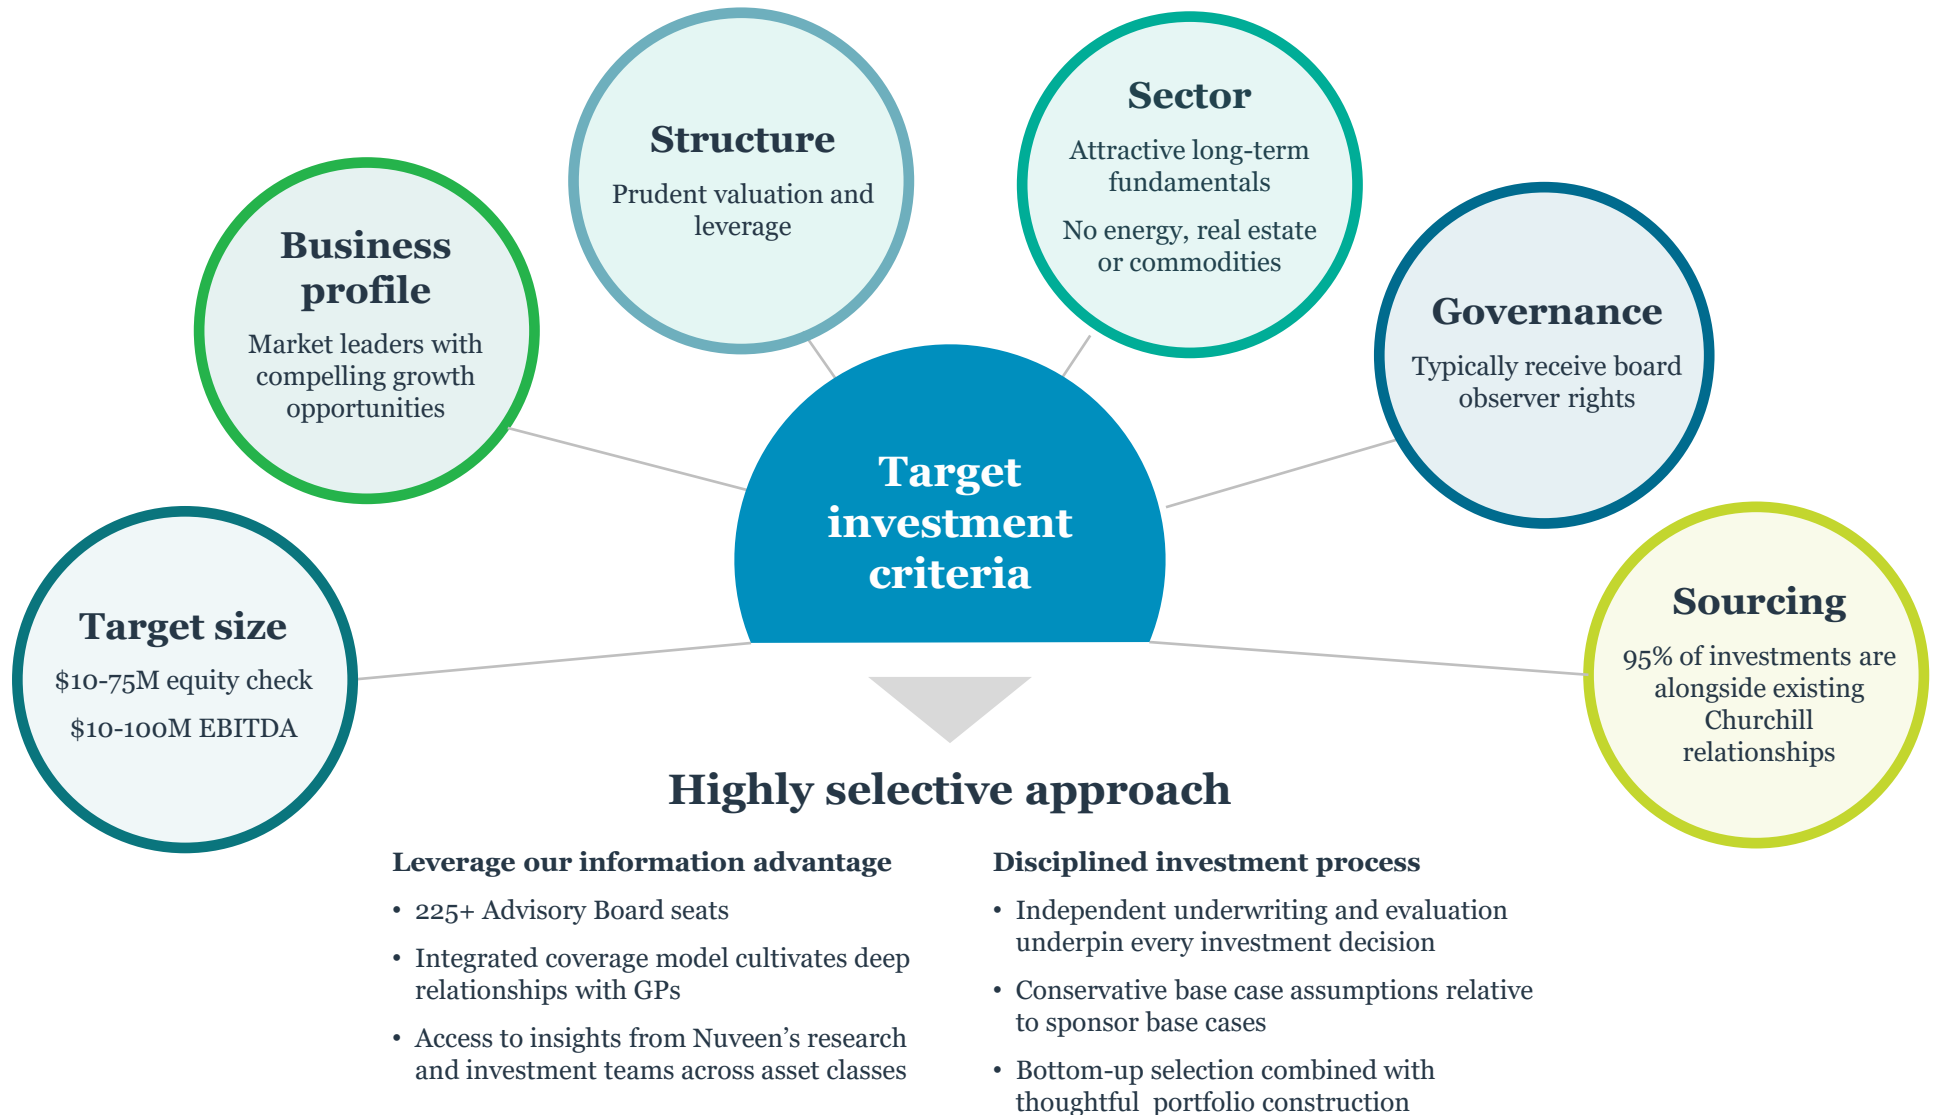 Structure
Prudent valuation and
leverage
Sector
Attractive long-term
fundamentals
No energy, real estate
or commodities
Business
profile
Market leaders with
compelling growth
opportunities
Governance
Typically receive board
observer rights
Target
investment
criteria
Target size
$10-75M equity check
$10-100M EBITDA
Sourcing
95% of investments are
alongside existing
Churchill
relationships
Highly selective approach
Leverage our information advantage
• 225+ Advisory Board seats
• Integrated coverage model cultivates deep
relationships with GPs
• Access to insights from Nuveen’s research
and investment teams across asset classes
Disciplined investment process
• Independent underwriting and evaluation
underpin every investment decision
• Conservative base case assumptions relative
to sponsor base cases
• Bottom-up selection combined with
thoughtful portfolio construction